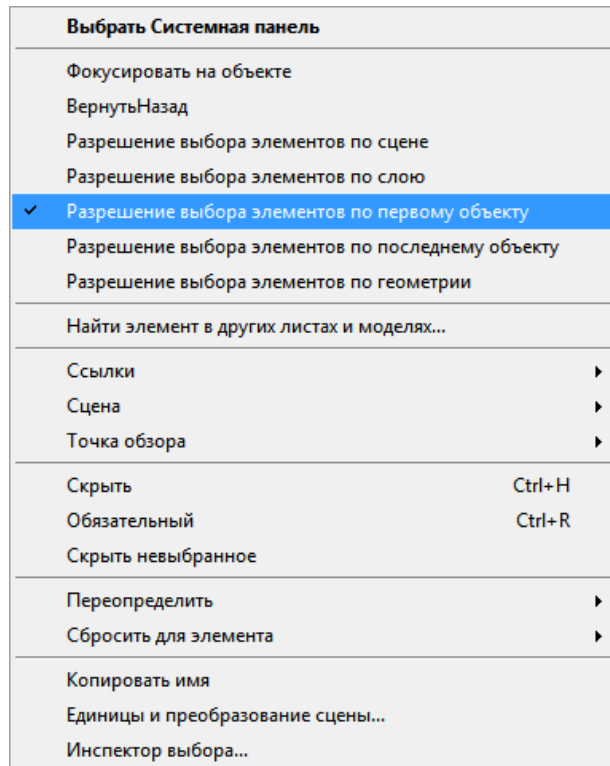 Выбрать Системная панель
Фокусировать на объекте
ВернутьНазад
Разрешение выбора элементов по сцене
Разрешение выбора элементов по слою
Разрешение выбора элементов по первому объекту
Разрешение выбора элементов по последнему объекту
Разрешение выбора элементов по геометрии
Найти элемент в других листах и моделях...
Ссылки
Сцена
Точка обзора
Скрыть Ctrl+H
Обязательный Ctrl+R
Скрыть невыбранное
Переопределить
Сбросить для элемента
Копировать имя
Единицы и преобразование сцены...
Инспектор выбора...